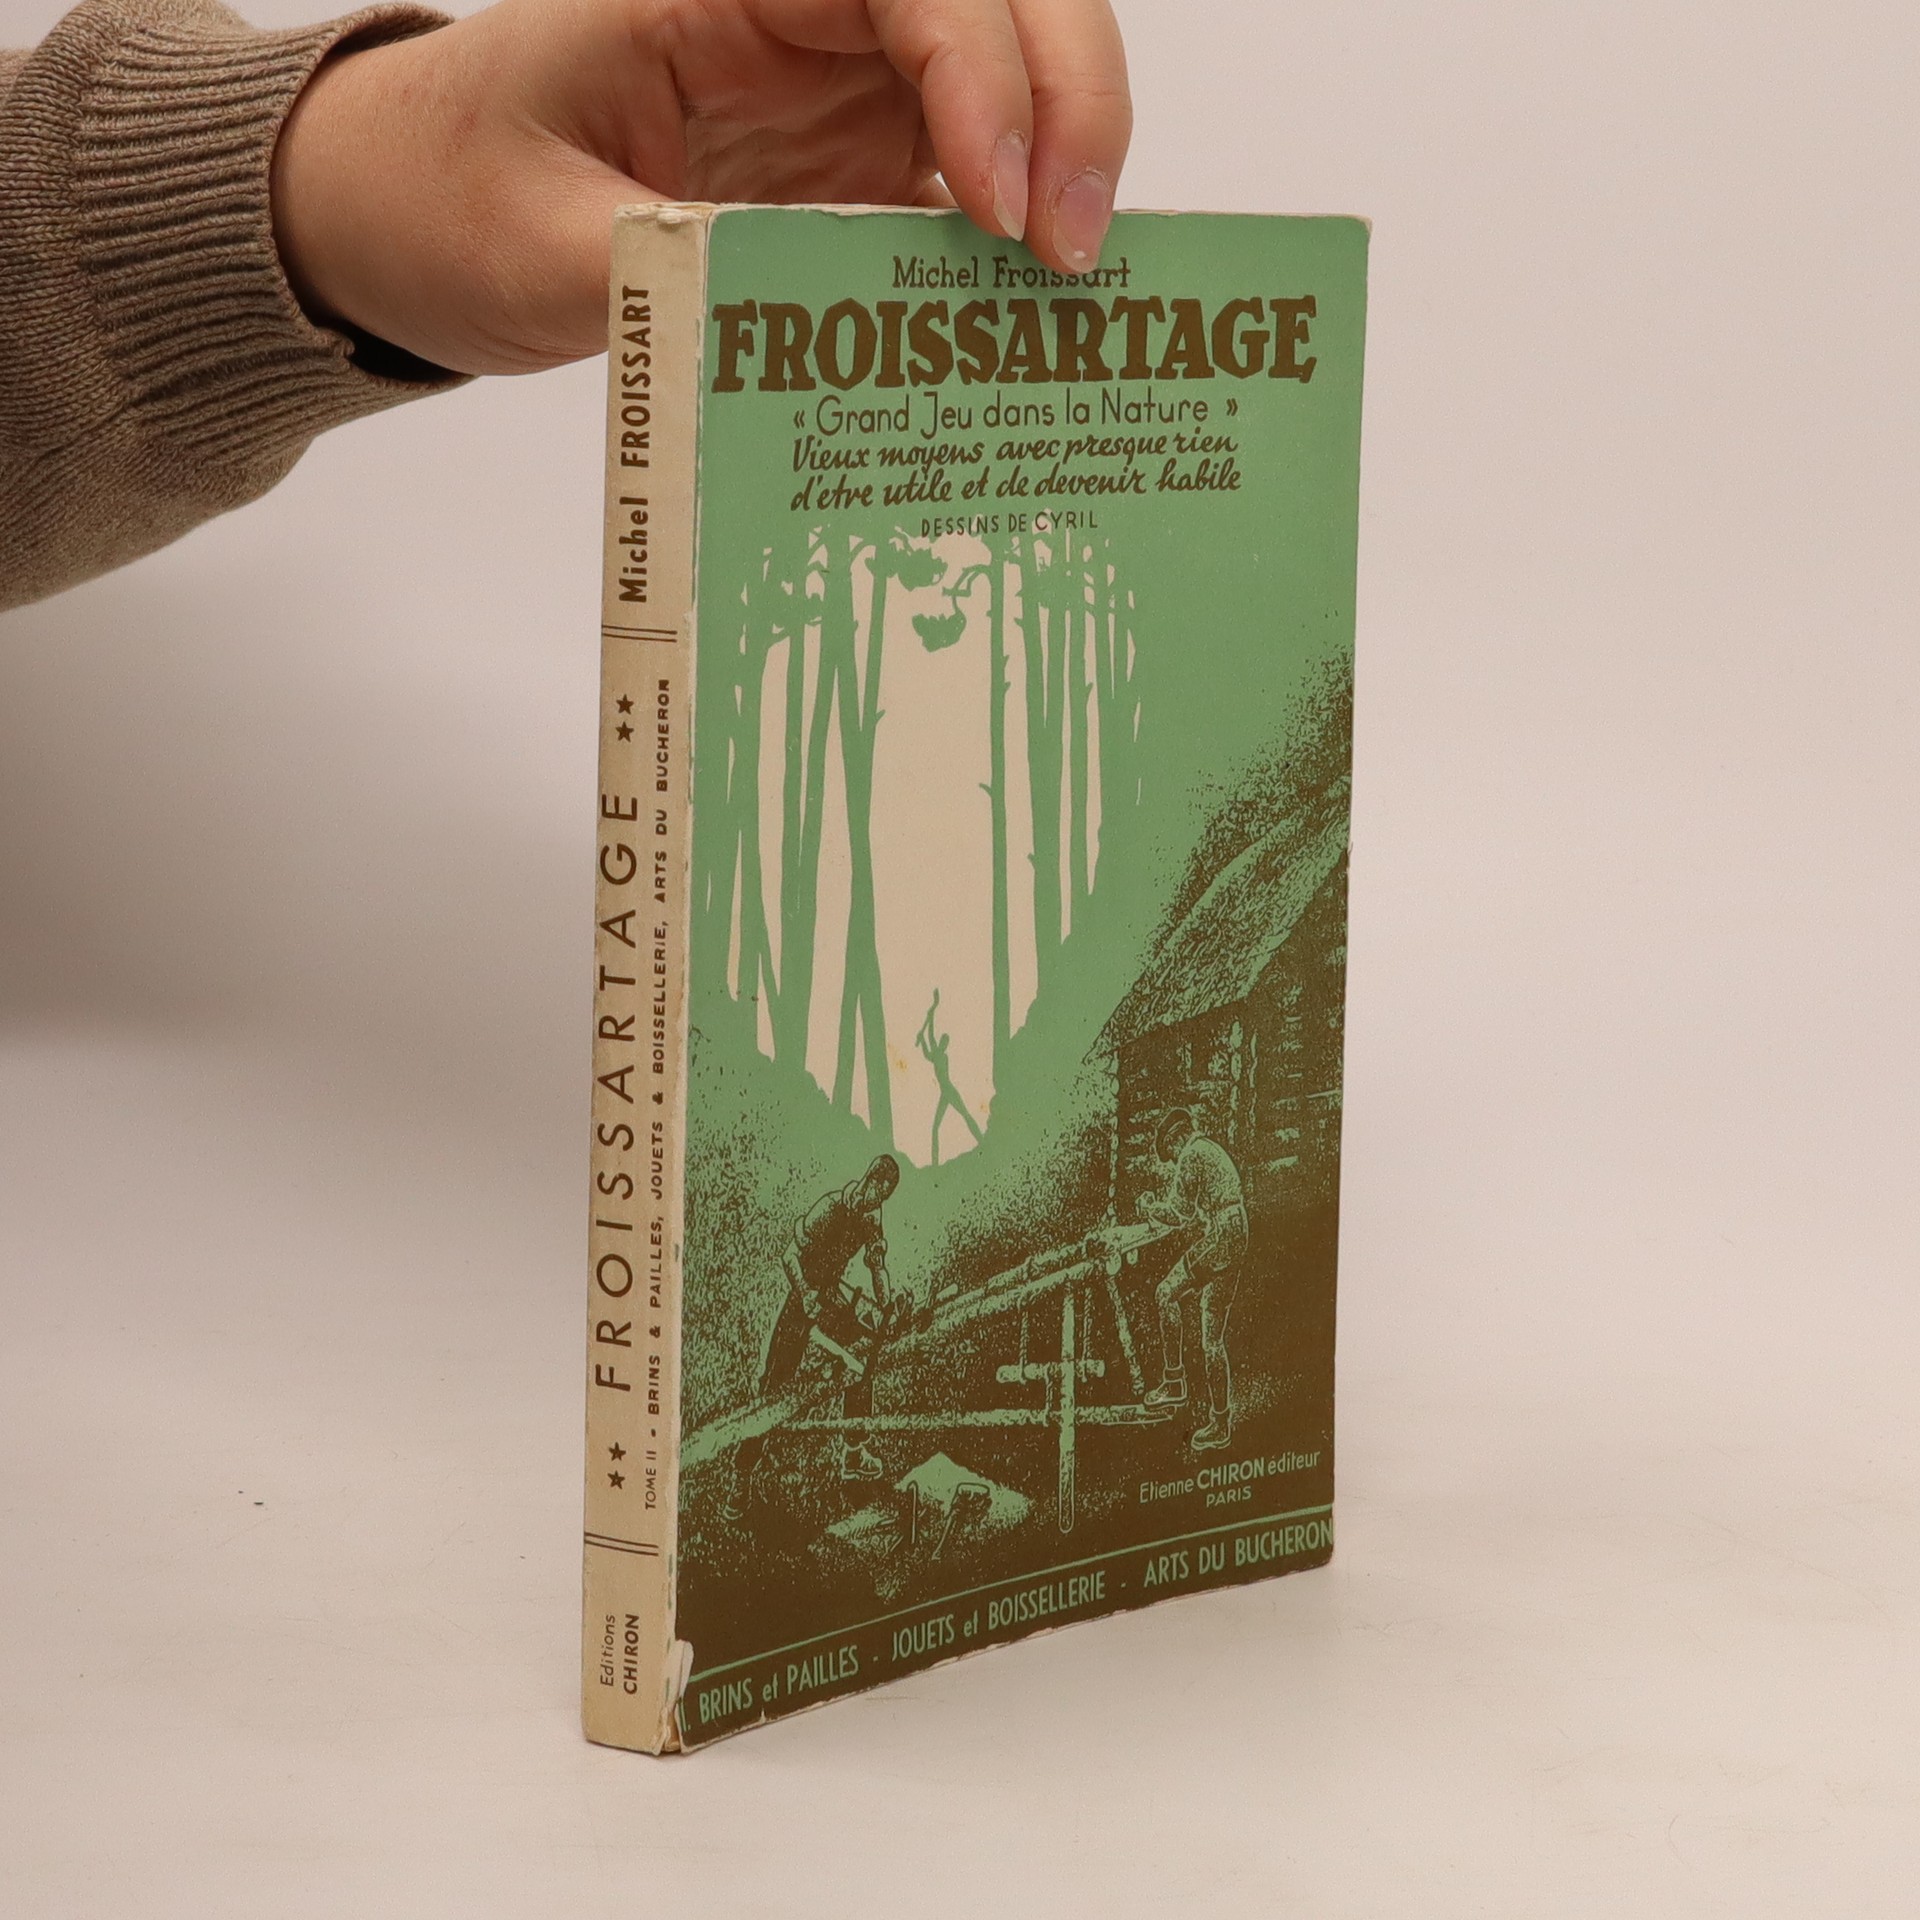 Michel Froissart
FROISSARTAGE
« Grand Jeu dans la Nature »
Vieux moyens avec presque rien
d'etre utile et de devenir habile
DESSINS DE CYRIL
Etienne CHIRON éditeur
PARIS
II. BRINS et PAILLES - JOUETS et BOISSELLERIE - ARTS DU BUCHERON
Michel FROISSART
★★ FROISSARTAGE ★★
TOME II - BRINS & PAILLES, JOUETS & BOISSELLERIE, ARTS DU BUCHERON
Editions
CHIRON